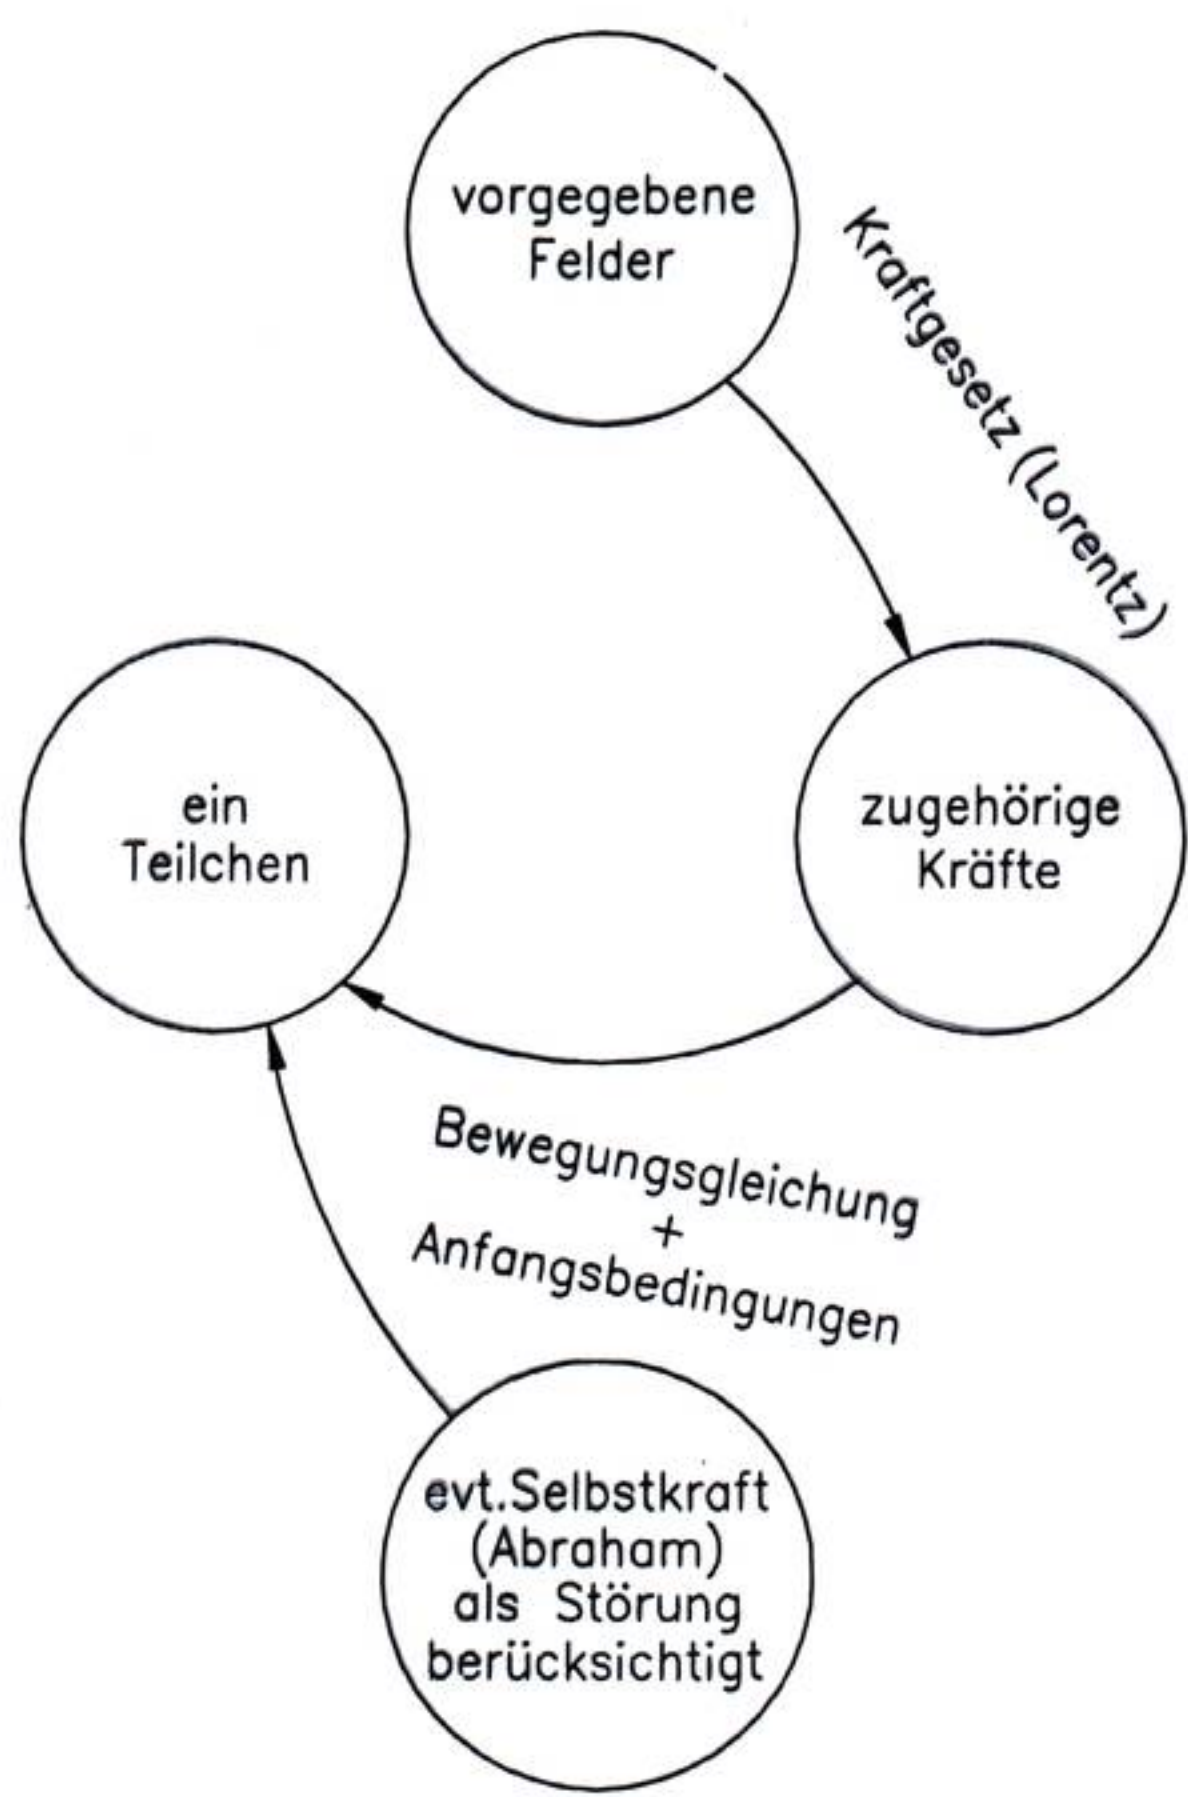 vorgegebene
Felder
Kraftgesetz (Lorentz)
ein
Teilchen
zugehörige
Kräfte
Bewegungsgleichung
+
Anfangsbedingungen
evt.Selbstkraft
(Abraham)
als Störung
berücksichtigt